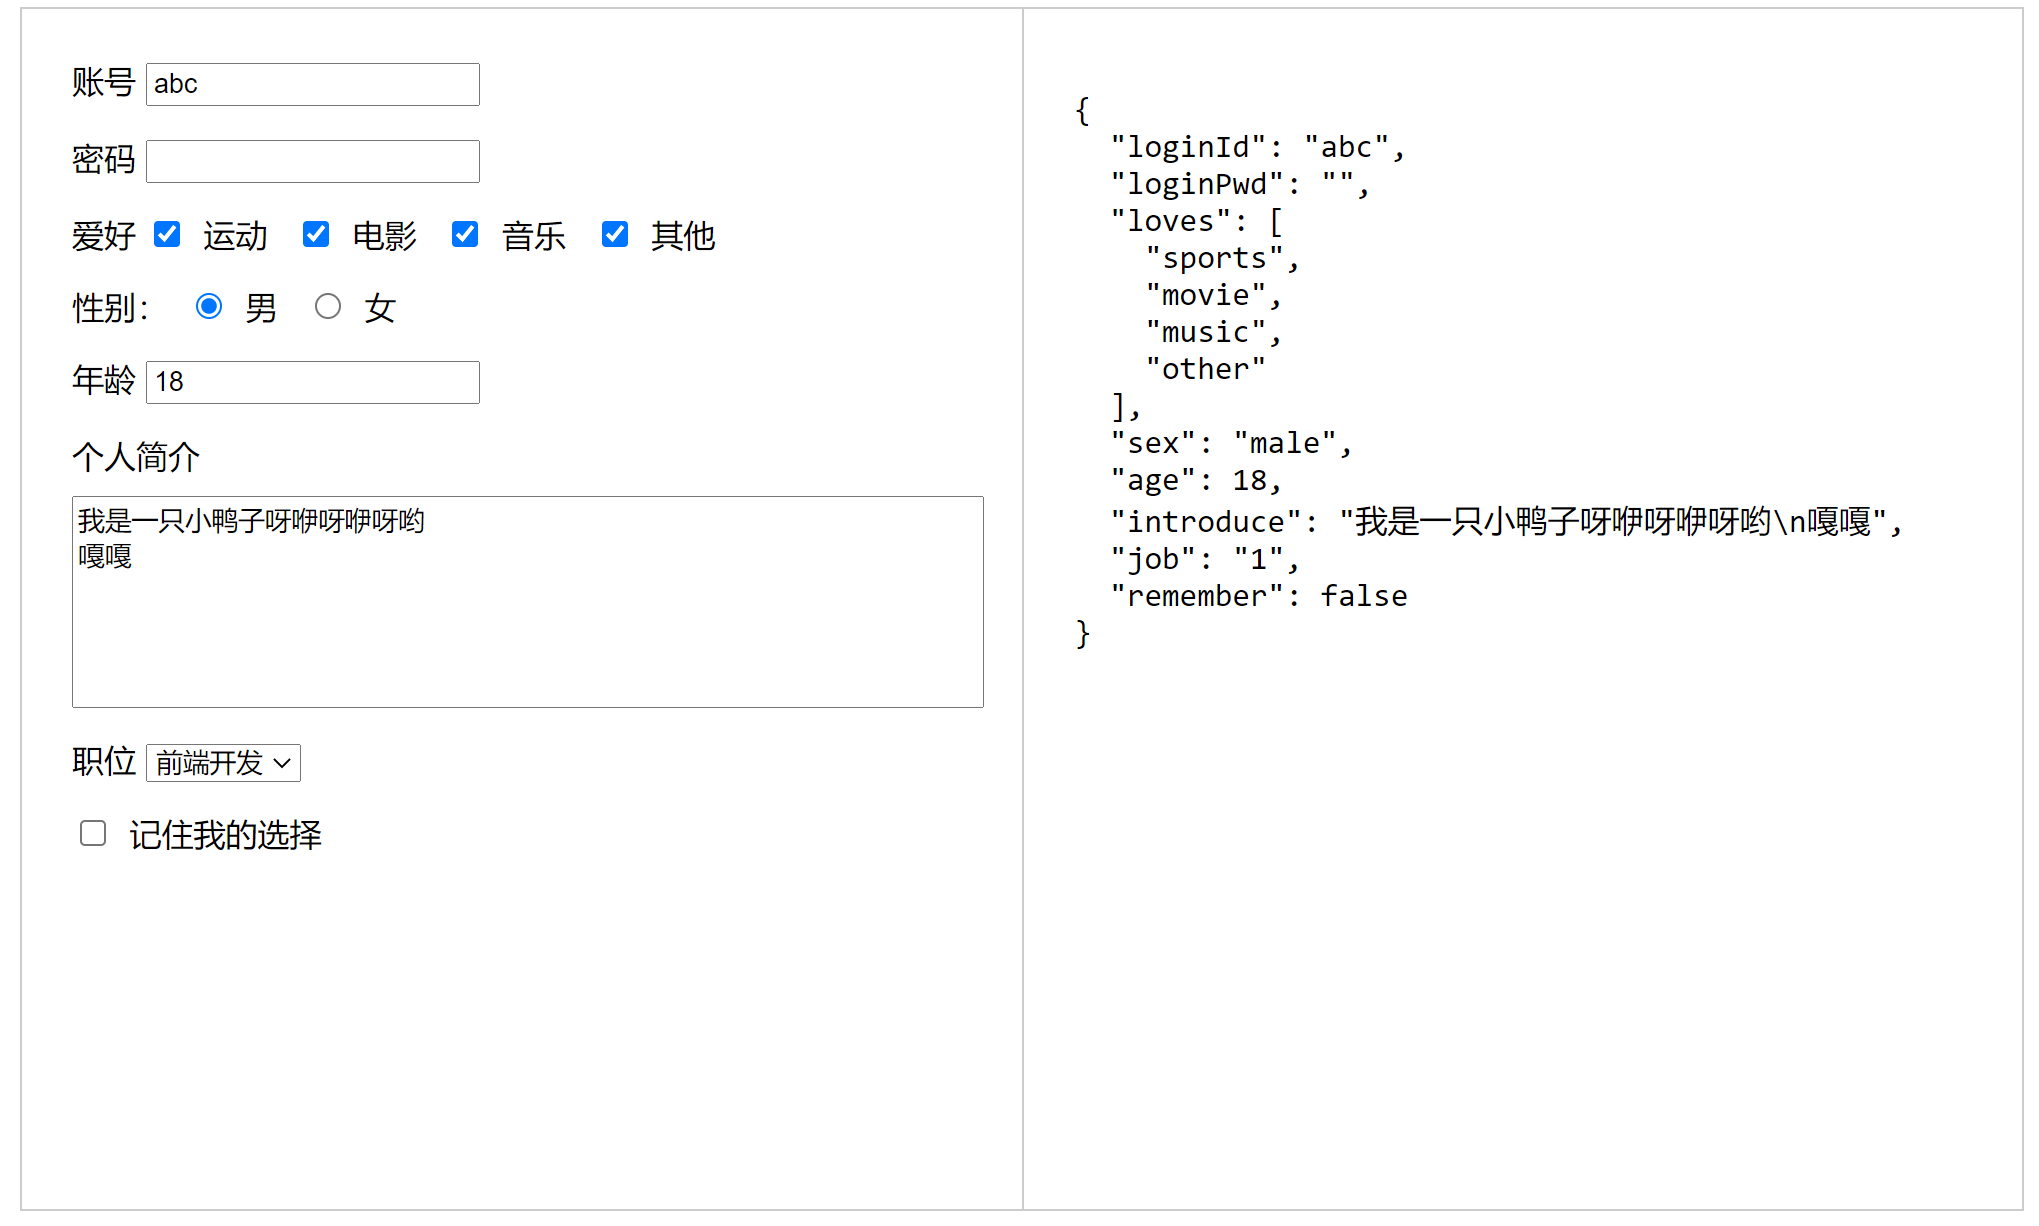 账号 abc
密码
爱好 运动 电影 音乐 其他
性别： 男 女
年龄 18
个人简介
我是一只小鸭子呀咿呀咿呀哟
嘎嘎
职位 前端开发
记住我的选择
{
  "loginId": "abc",
  "loginPwd": "",
  "loves": [
    "sports",
    "movie",
    "music",
    "other"
  ],
  "sex": "male",
  "age": 18,
  "introduce": "我是一只小鸭子呀咿呀咿呀哟\n嘎嘎",
  "job": "1",
  "remember": false
}